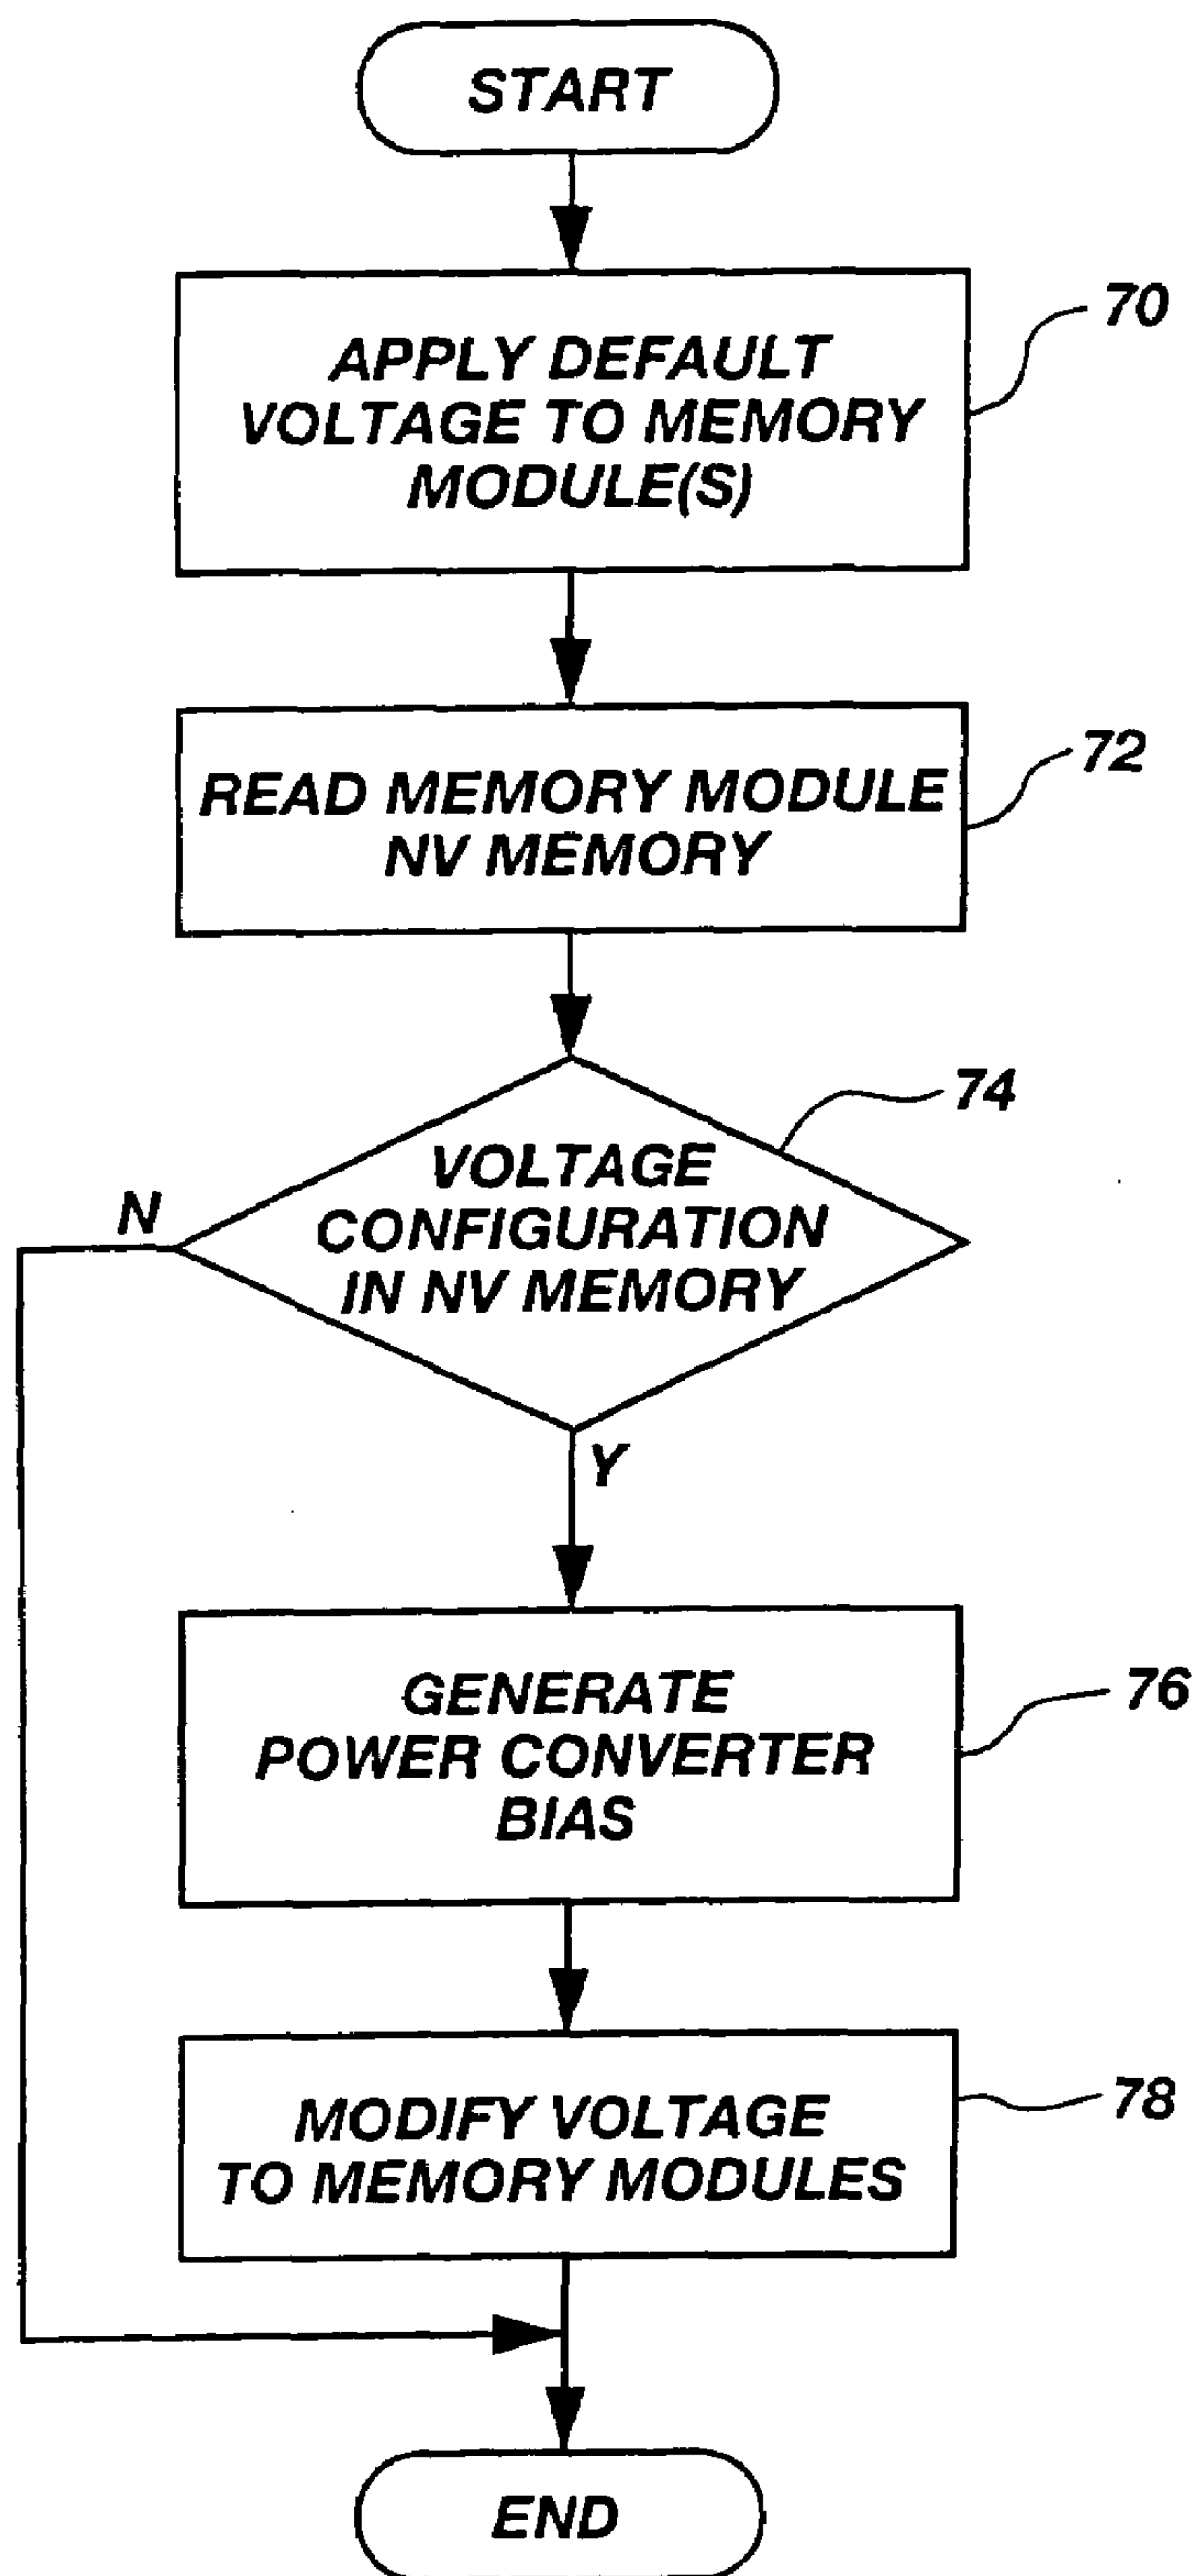 START
APPLY DEFAULT
VOLTAGE TO MEMORY
MODULE(S)
70
READ MEMORY MODULE
NV MEMORY
72
74
VOLTAGE
CONFIGURATION
IN NV MEMORY
N
Y
GENERATE
POWER CONVERTER
BIAS
76
MODIFY VOLTAGE
TO MEMORY MODULES
78
END